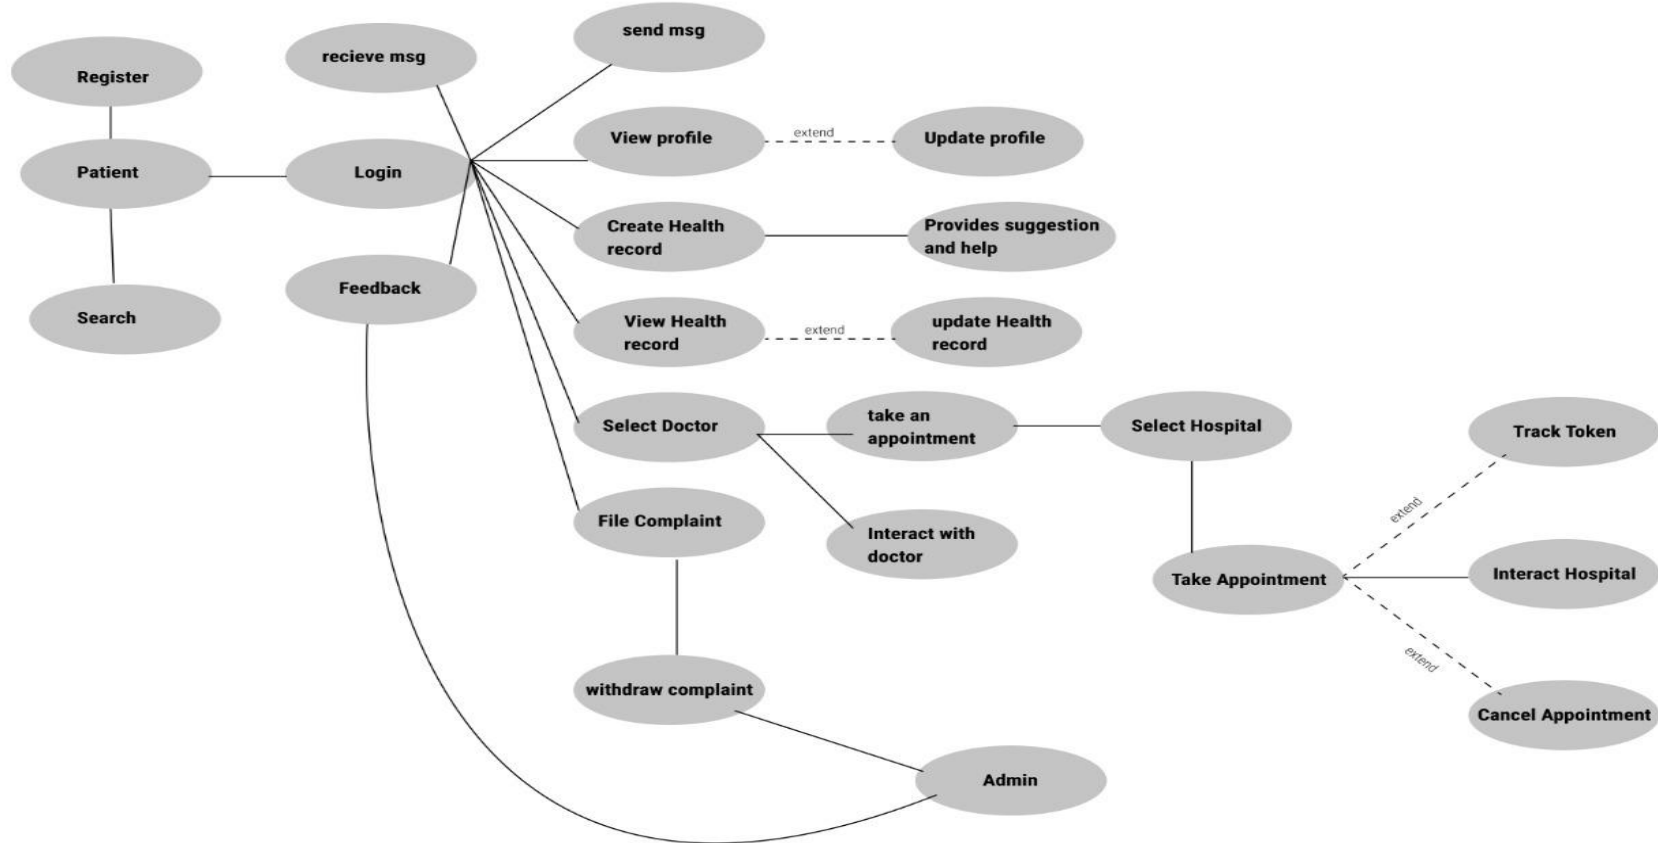 send msg
recieve msg
Register
View profile
extend
Update profile
Patient
Login
Create Health
record
Provides suggestion
and help
Feedback
Search
View Health
record
extend
update Health
record
Select Doctor
take an
appointment
Select Hospital
Track Token
extend
File Complaint
Interact with
doctor
Take Appointment
Interact Hospital
extend
withdraw complaint
Cancel Appointment
Admin